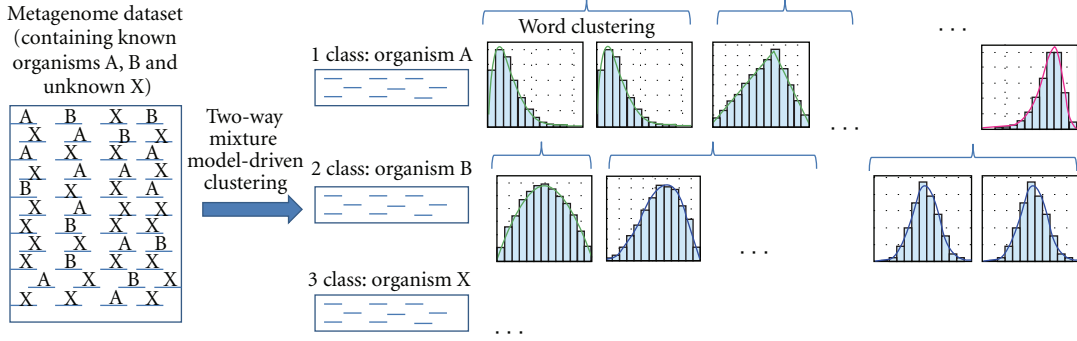 Metagenome dataset
(containing known
organisms A, B and
unknown X)
A B X B
X A B X
A X X A
X A A X
B X X A
X A X X
X B X X
X X A B
X B X X
A X B X
X X A X
Two-way
mixture
model-driven
clustering
Word clustering
1 class: organism A
2 class: organism B
3 class: organism X
. . .
. . .
. . .
. . .
. . .